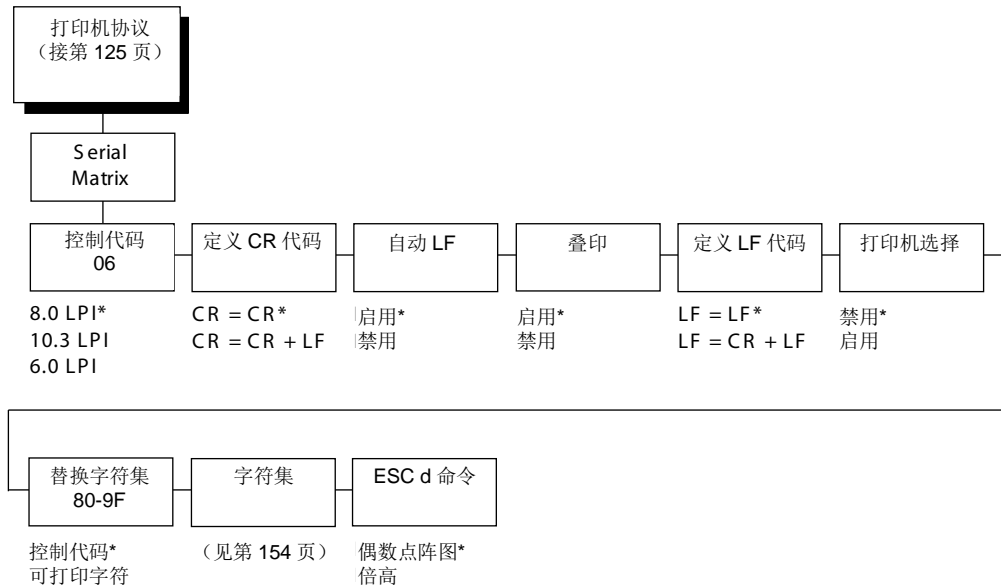 打印机协议
（接第 125 页）
Serial
Matrix
控制代码
06
定义 CR 代码
自动 LF
叠印
定义 LF 代码
打印机选择
8.0 LPI*
10.3 LPI
6.0 LPI
CR = CR*
CR = CR + LF
启用*
禁用
启用*
禁用
LF = LF*
LF = CR + LF
禁用*
启用
替换字符集
80-9F
字符集
ESC d 命令
控制代码*
可打印字符
（见第 154 页）
偶数点阵图*
倍高